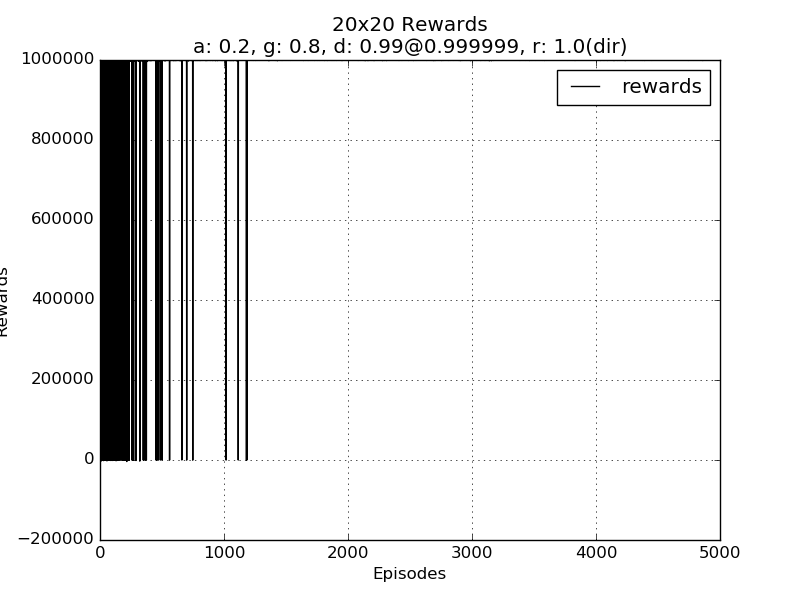 20x20 Rewards
a: 0.2, g: 0.8, d: 0.99@0.999999, r: 1.0(dir)
rewards
1000000
800000
600000
400000
200000
0
−200000
Rewards
0 1000 2000 3000 4000 5000
Episodes